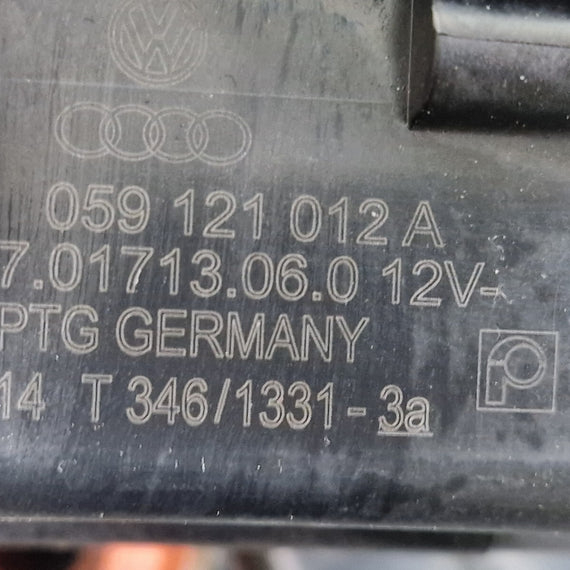 059 121 012 A
7.01713.06.0 12V-
PTG GERMANY
14 T 346/1331-3a